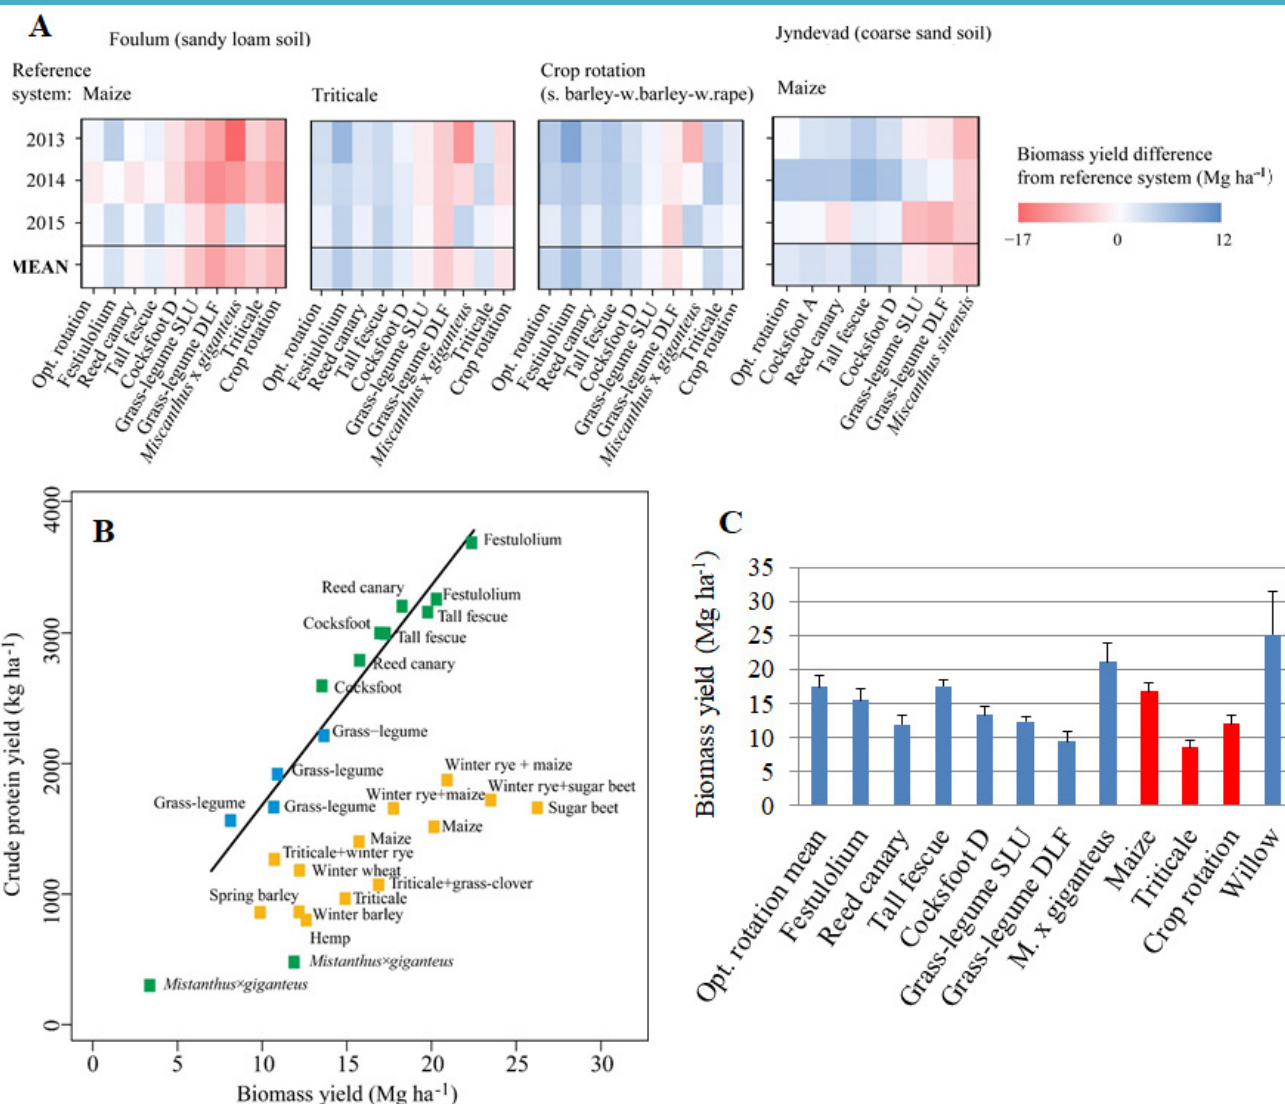 A
Foulum (sandy loam soil)
Jyndevad (coarse sand soil)
Reference
system: Maize
Triticale
Crop rotation
(s. barley-w.barley-w.rape)
Maize
2013
2014
2015
MEAN
Biomass yield difference
from reference system (Mg ha⁻¹)
−17 0 12
Opt. rotation
Festulolium
Reed canary
Tall fescue
Cocksfoot D
Grass-legume SLU
Grass-legume DLF
Miscanthus x giganteus
Triticale
Crop rotation
Opt. rotation
Festulolium
Reed canary
Tall fescue
Cocksfoot D
Grass-legume SLU
Grass-legume DLF
Miscanthus x giganteus
Triticale
Crop rotation
Opt. rotation
Festulolium
Reed canary
Tall fescue
Cocksfoot D
Grass-legume SLU
Grass-legume DLF
Miscanthus x giganteus
Triticale
Crop rotation
Opt. rotation
Cocksfoot A
Reed canary
Tall fescue
Cocksfoot D
Grass-legume SLU
Grass-legume DLF
Miscanthus sinensis
B
Crude protein yield (kg ha⁻¹)
4000
3000
2000
1000
0
Festulolium
Reed canary
Festulolium
Tall fescue
Cocksfoot
Tall fescue
Reed canary
Cocksfoot
Grass−legume
Grass-legume
Winter rye + maize
Winter rye+sugar beet
Grass-legume
Grass-legume
Winter rye+maize
Sugar beet
Maize
Maize
Triticale+winter rye
Winter wheat
Triticale+grass-clover
Spring barley
Triticale
Winter barley
Hemp
Mistanthus×giganteus
Mistanthus×giganteus
0 5 10 15 20 25 30
Biomass yield (Mg ha⁻¹)
C
Biomass yield (Mg ha⁻¹)
35
30
25
20
15
10
5
0
Opt. rotation mean
Festulolium
Reed canary
Tall fescue
Cocksfoot D
Grass-legume SLU
Grass-legume DLF
M. x giganteus
Maize
Triticale
Crop rotation
Willow